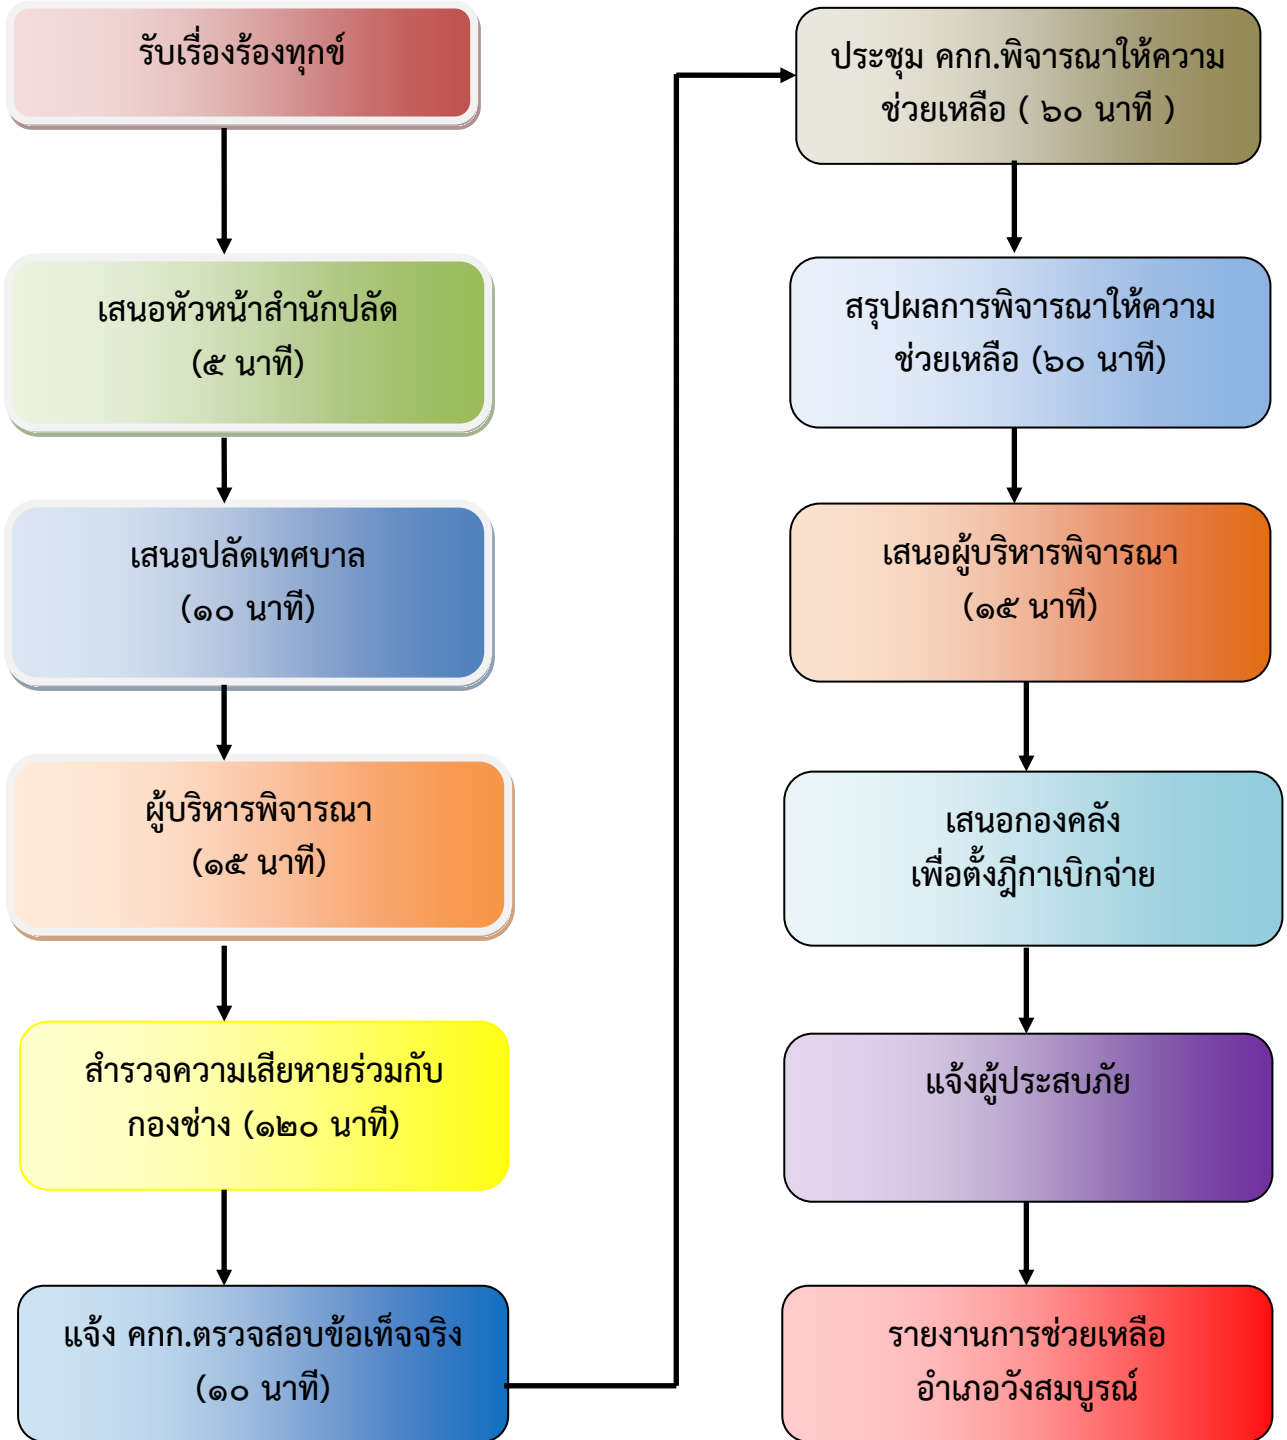 รับเรื่องร้องทุกข์
เสนอหัวหน้าสำนักปลัด
(๕ นาที)
เสนอปลัดเทศบาล
(๑๐ นาที)
ผู้บริหารพิจารณา
(๑๕ นาที)
สำรวจความเสียหายร่วมกับ
กองช่าง (๑๒๐ นาที)
แจ้ง คกก.ตรวจสอบข้อเท็จจริง
(๑๐ นาที)
ประชุม คกก.พิจารณาให้ความ
ช่วยเหลือ ( ๖๐ นาที )
สรุปผลการพิจารณาให้ความ
ช่วยเหลือ (๖๐ นาที)
เสนอผู้บริหารพิจารณา
(๑๕ นาที)
เสนอกองคลัง
เพื่อตั้งฎีกาเบิกจ่าย
แจ้งผู้ประสบภัย
รายงานการช่วยเหลือ
อำเภอวังสมบูรณ์